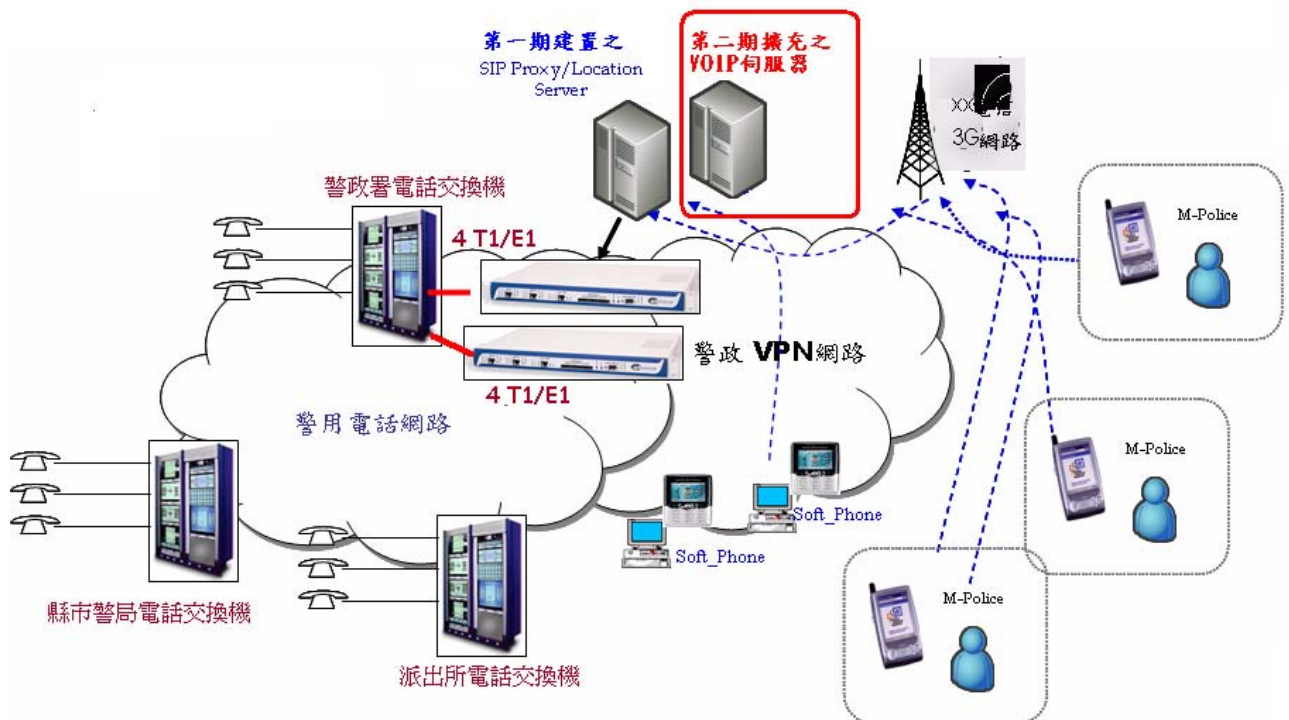 第一期建置之
SIP Proxy/Location
Server
第二期擴充之
VOIP伺服器
XX電信
3G網路
警政署電話交換機
4 T1/E1
M-Police
警政 VPN網路
4 T1/E1
警用電話網路
M-Police
Soft_Phone
Soft_Phone
M-Police
縣市警局電話交換機
派出所電話交換機